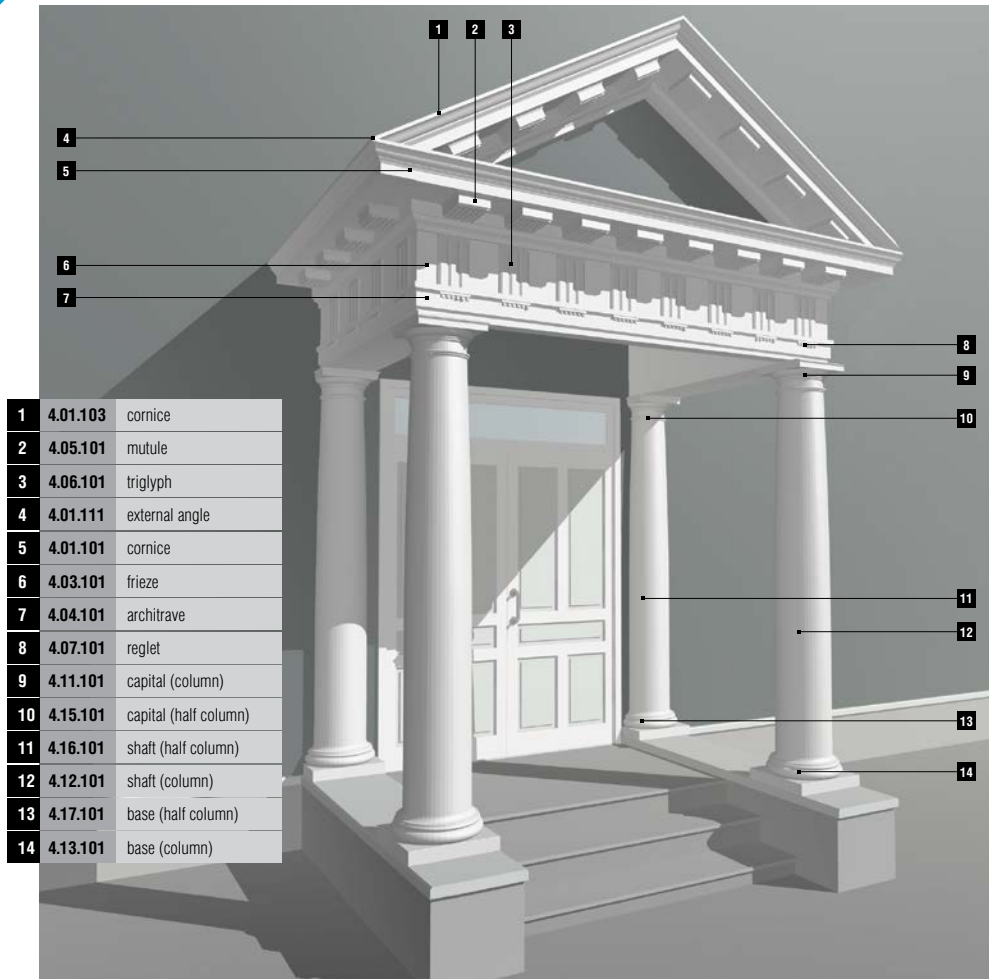 1 2 3
4
5
6
7
8
9
10
11
12
13
14
1 4.01.103 cornice
2 4.05.101 mutule
3 4.06.101 triglyph
4 4.01.111 external angle
5 4.01.101 cornice
6 4.03.101 frieze
7 4.04.101 architrave
8 4.07.101 reglet
9 4.11.101 capital (column)
10 4.15.101 capital (half column)
11 4.16.101 shaft (half column)
12 4.12.101 shaft (column)
13 4.17.101 base (half column)
14 4.13.101 base (column)